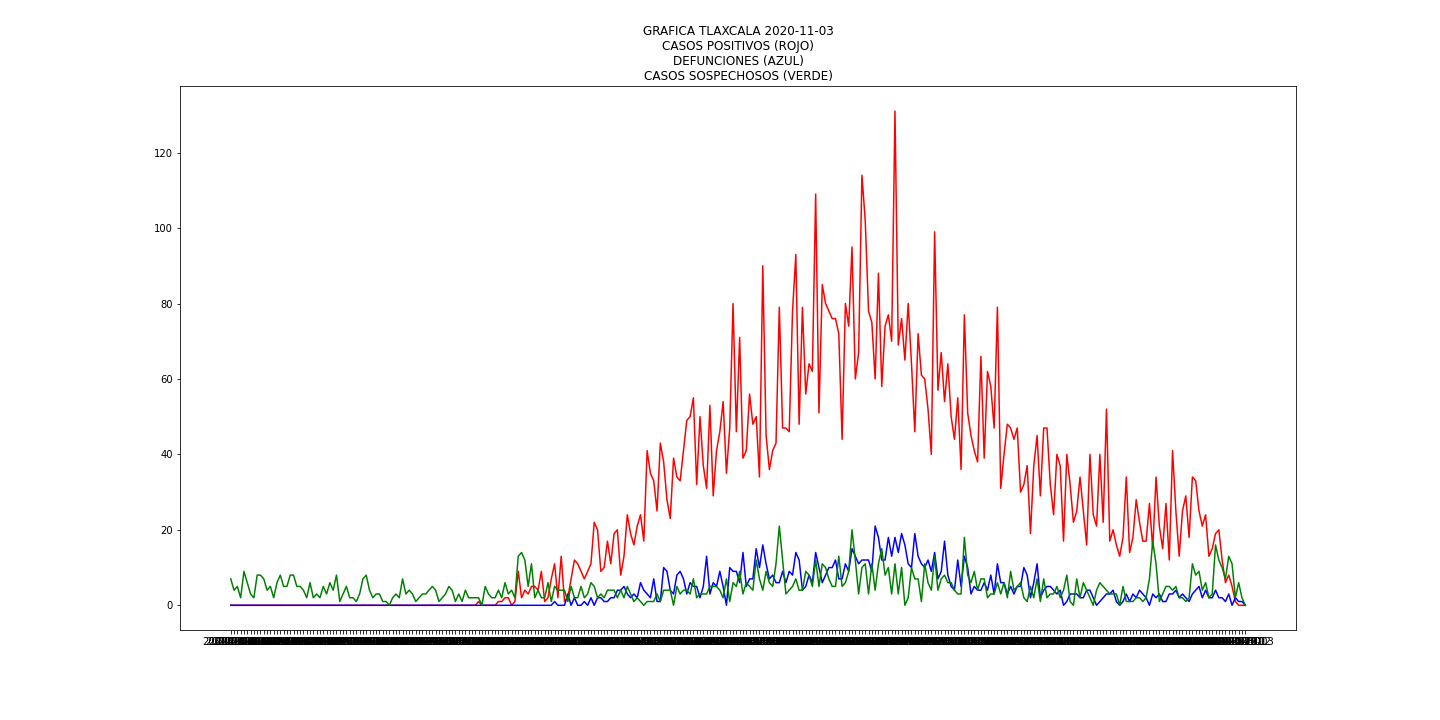 GRAFICA TLAXCALA 2020-11-03
CASOS POSITIVOS (ROJO)
DEFUNCIONES (AZUL)
CASOS SOSPECHOSOS (VERDE)
120
100
80
60
40
20
0